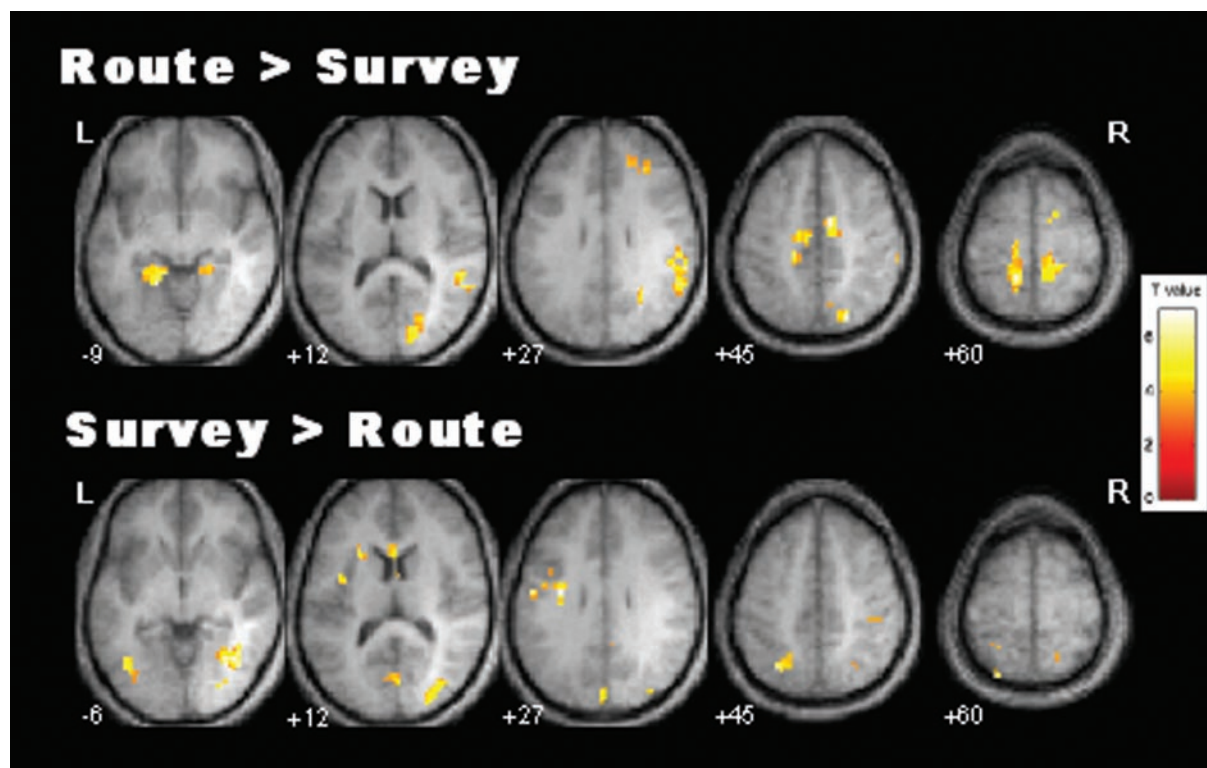 Route > Survey
L
R
-9
+12
+27
+45
+60
T value
6
4
2
0
Survey > Route
L
R
-6
+12
+27
+45
+60